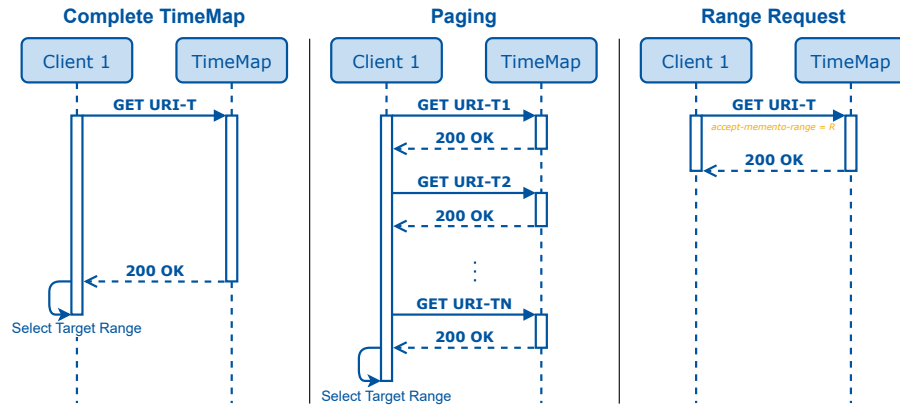 Complete TimeMap
Client 1
TimeMap
GET URI-T
200 OK
Select Target Range
Paging
Client 1
TimeMap
GET URI-T1
200 OK
GET URI-T2
200 OK
...
GET URI-TN
200 OK
Select Target Range
Range Request
Client 1
TimeMap
GET URI-T
accept-memento-range = R
200 OK